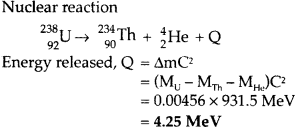 Nuclear reaction
²³⁸₉₂U → ²³⁴₉₀Th + ⁴₂He + Q
Energy released, Q = ΔmC²
= (M_U – M_Th – M_He)C²
= 0.00456 × 931.5 MeV
= 4.25 MeV